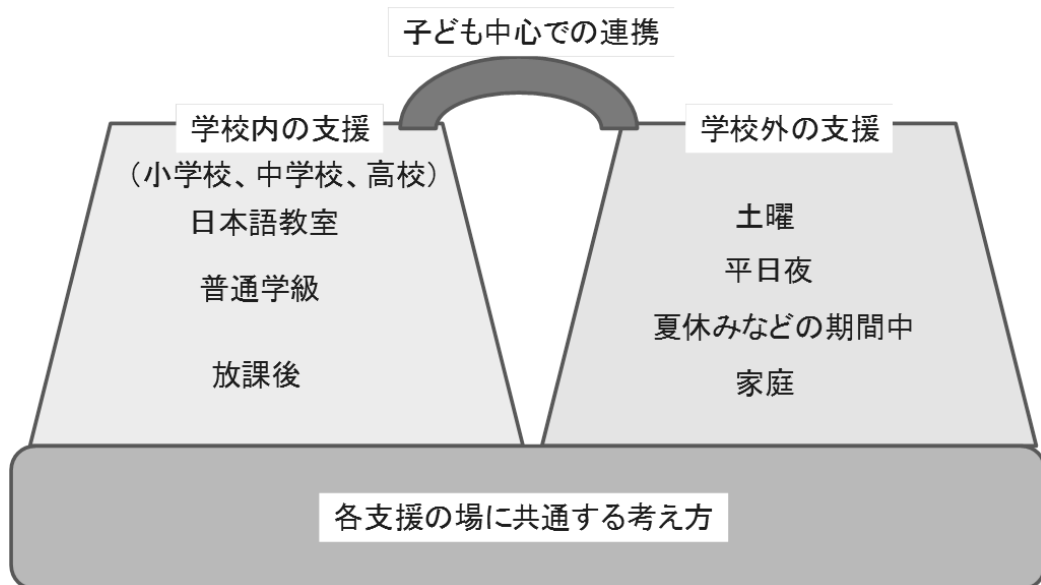 子ども中心での連携
学校内の支援
（小学校、中学校、高校）
日本語教室
普通学級
放課後
学校外の支援
土曜
平日夜
夏休みなどの期間中
家庭
各支援の場に共通する考え方